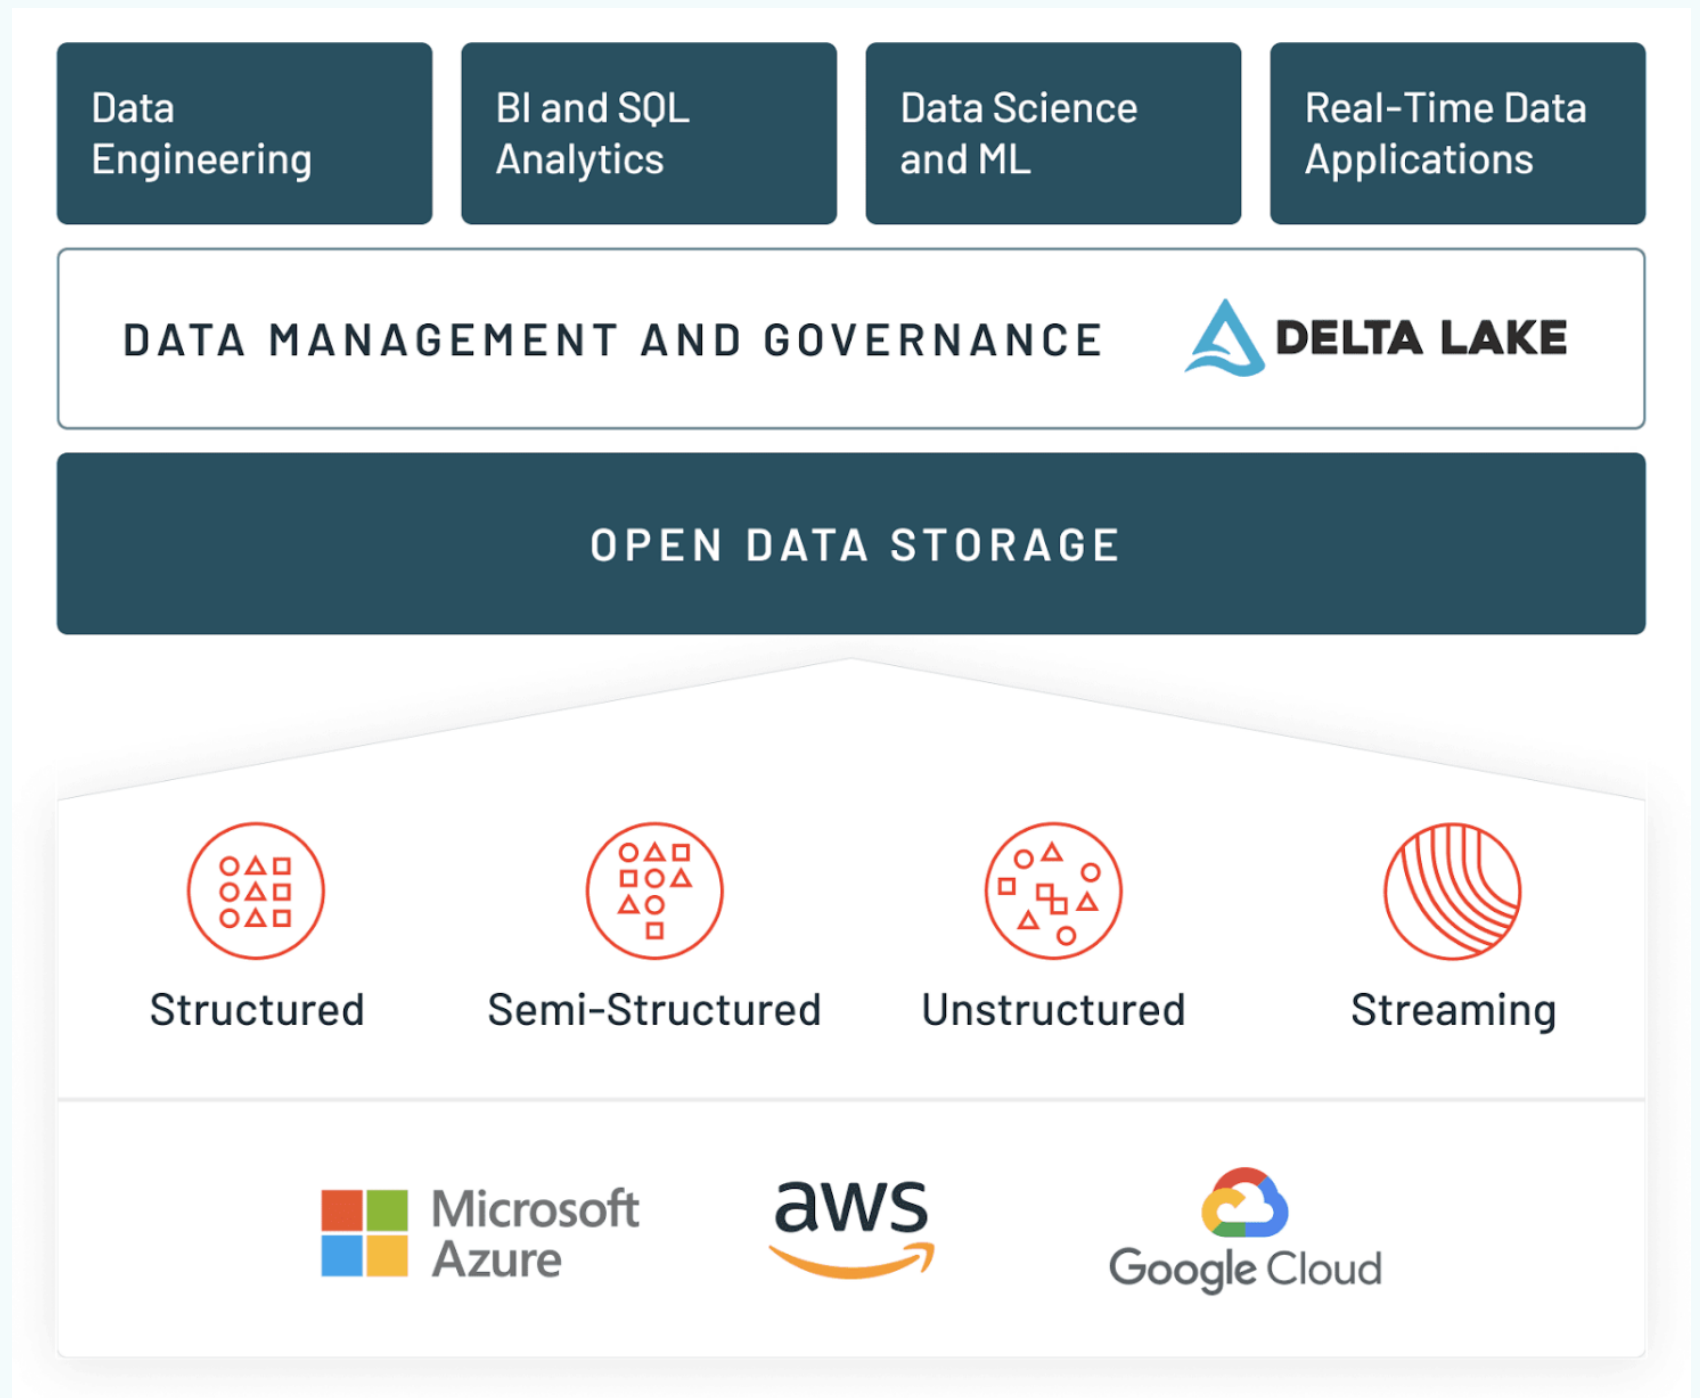 Data
Engineering
BI and SQL
Analytics
Data Science
and ML
Real-Time Data
Applications
DATA MANAGEMENT AND GOVERNANCE
DELTA LAKE
OPEN DATA STORAGE
Structured
Semi-Structured
Unstructured
Streaming
Microsoft
Azure
aws
Google Cloud